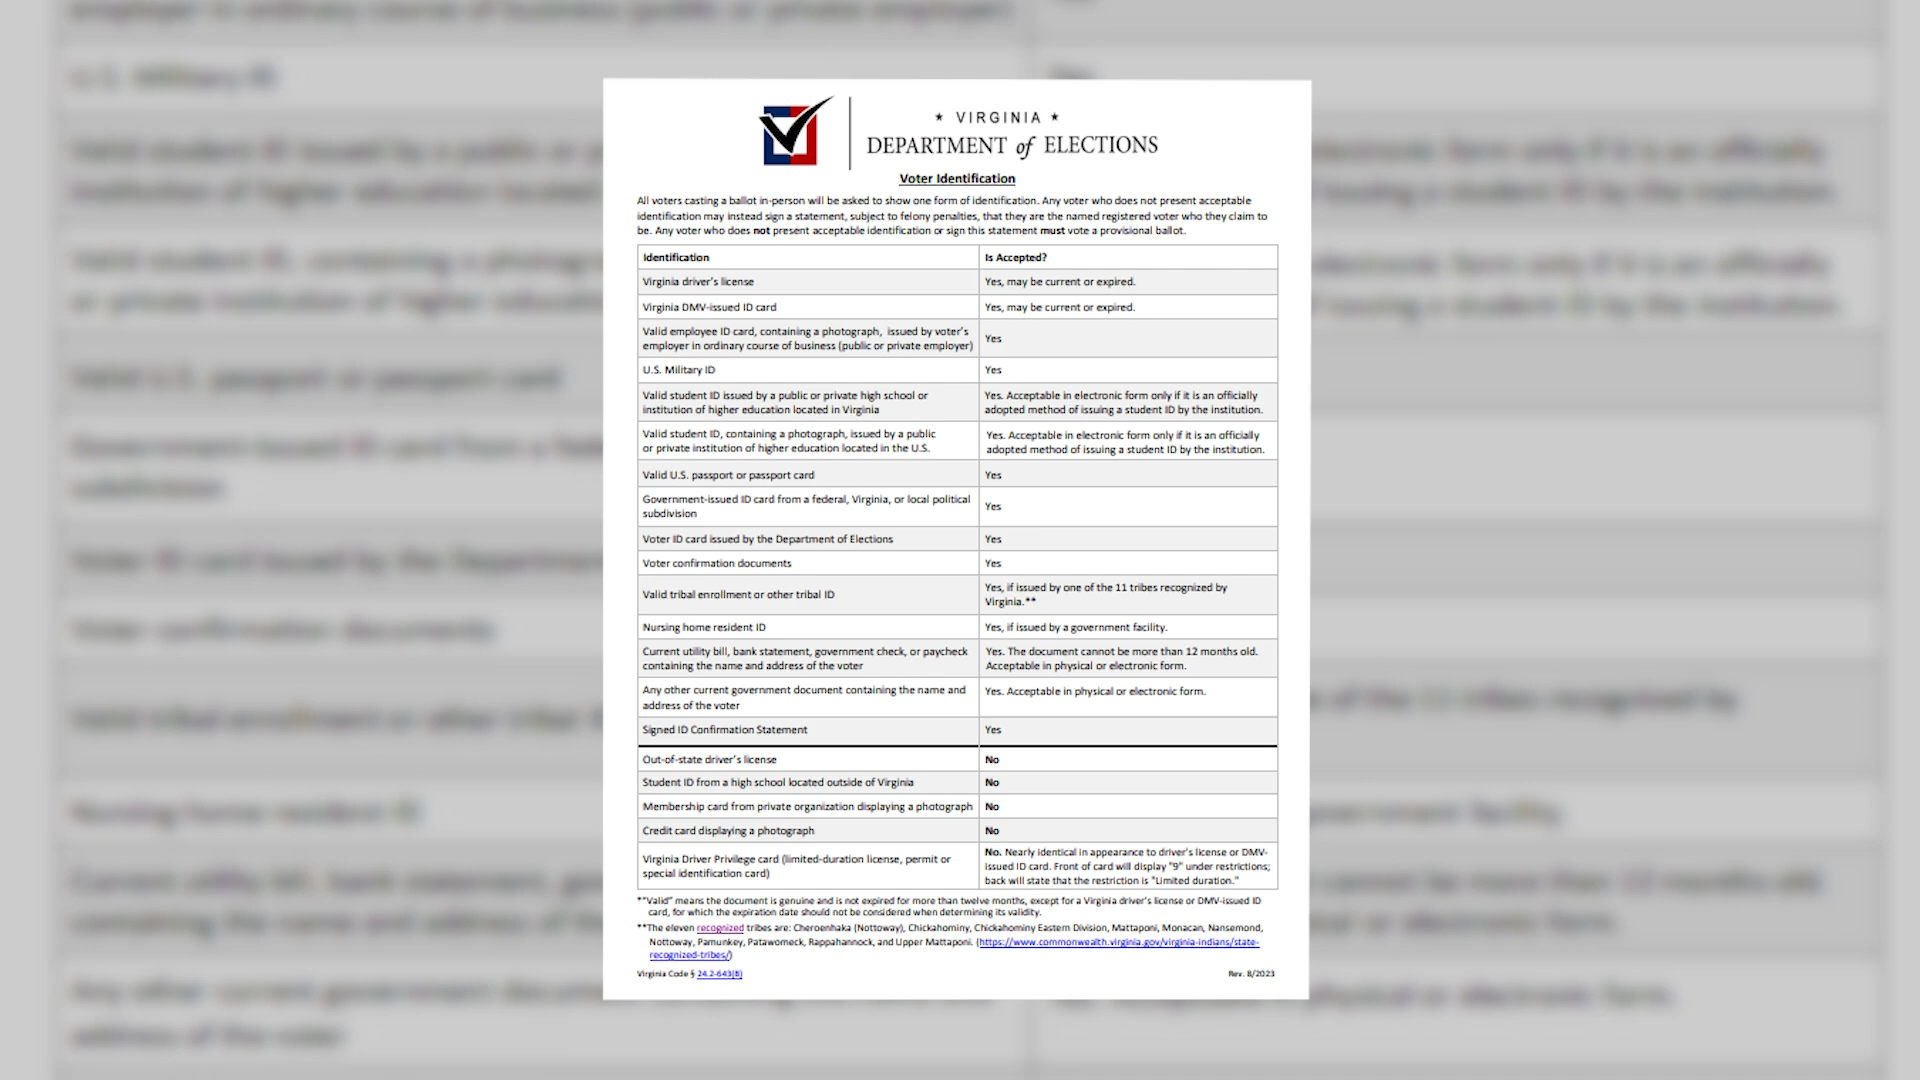 ★ VIRGINIA ★
DEPARTMENT of ELECTIONS
Voter Identification
All voters casting a ballot in-person will be asked to show one form of identification. Any voter who does not present acceptable
identification may instead sign a statement, subject to felony penalties, that they are the named registered voter who they claim to
be. Any voter who does not present acceptable identification or sign this statement must vote a provisional ballot.
Identification Is Accepted?
Virginia driver's license Yes, may be current or expired.
Virginia DMV-issued ID card Yes, may be current or expired.
Valid employee ID card, containing a photograph, issued by voter's
employer in ordinary course of business (public or private employer)
Yes
U.S. Military ID Yes
Valid student ID issued by a public or private high school or
institution of higher education located in Virginia
Yes. Acceptable in electronic form only if it is an officially
adopted method of issuing a student ID by the institution.
Valid student ID, containing a photograph, issued by a public
or private institution of higher education located in the U.S.
Yes. Acceptable in electronic form only if it is an officially
adopted method of issuing a student ID by the institution.
Valid U.S. passport or passport card Yes
Government-issued ID card from a federal, Virginia, or local political
subdivision
Yes
Voter ID card issued by the Department of Elections Yes
Voter confirmation documents Yes
Valid tribal enrollment or other tribal ID
Yes, if issued by one of the 11 tribes recognized by
Virginia.**
Nursing home resident ID Yes, if issued by a government facility.
Current utility bill, bank statement, government check, or paycheck
containing the name and address of the voter
Yes. The document cannot be more than 12 months old.
Acceptable in physical or electronic form.
Any other current government document containing the name and
address of the voter
Yes. Acceptable in physical or electronic form.
Signed ID Confirmation Statement Yes
Out-of-state driver's license No
Student ID from a high school located outside of Virginia No
Membership card from private organization displaying a photograph No
Credit card displaying a photograph No
Virginia Driver Privilege card (limited-duration license, permit or
special identification card)
No. Nearly identical in appearance to driver's license or DMV-
issued ID card. Front of card will display "9" under restrictions;
back will state that the restriction is "Limited duration."
*"Valid" means the document is genuine and is not expired for more than twelve months, except for a Virginia driver's license or DMV-issued ID
card, for which the expiration date should not be considered when determining its validity.
**The eleven recognized tribes are: Cheroenhaka (Nottoway), Chickahominy, Chickahominy Eastern Division, Mattaponi, Monacan, Nansemond,
Nottoway, Pamunkey, Patawomeck, Rappahannock, and Upper Mattaponi. (https://www.commonwealth.virginia.gov/virginia-indians/state-
recognized-tribes/)
Virginia Code § 24.2-643(B) Rev. 8/2023